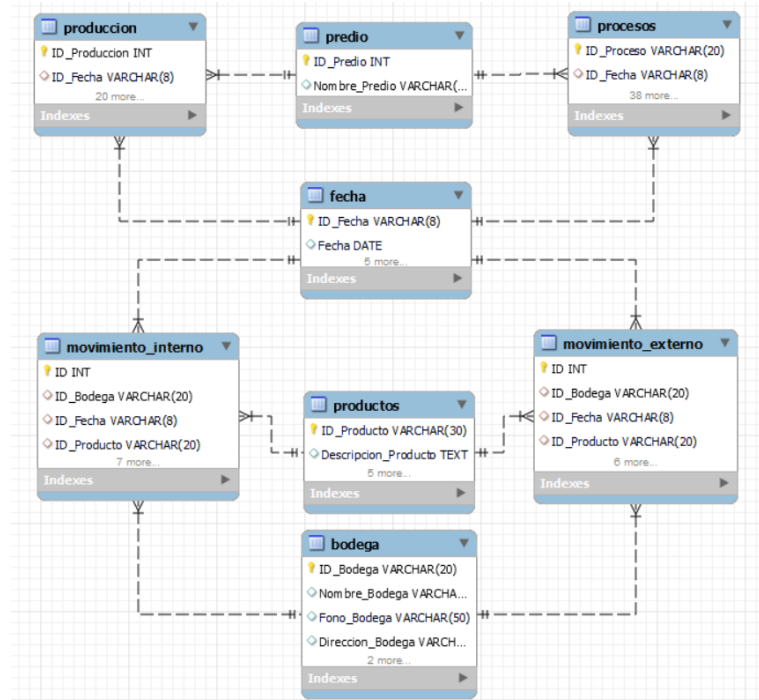 produccion
ID_Produccion INT
ID_Fecha VARCHAR(8)
20 more...
Indexes
predio
ID_Predio INT
Nombre_Predio VARCHAR(...
Indexes
procesos
ID_Proceso VARCHAR(20)
ID_Fecha VARCHAR(8)
38 more...
Indexes
fecha
ID_Fecha VARCHAR(8)
Fecha DATE
5 more...
Indexes
movimiento_interno
ID INT
ID_Bodega VARCHAR(20)
ID_Fecha VARCHAR(8)
ID_Producto VARCHAR(20)
7 more...
Indexes
productos
ID_Producto VARCHAR(30)
Descripcion_Producto TEXT
5 more...
Indexes
movimiento_externo
ID INT
ID_Bodega VARCHAR(20)
ID_Fecha VARCHAR(8)
ID_Producto VARCHAR(20)
6 more...
Indexes
bodega
ID_Bodega VARCHAR(20)
Nombre_Bodega VARCHA...
Fono_Bodega VARCHAR(50)
Direccion_Bodega VARCH...
2 more...
Indexes